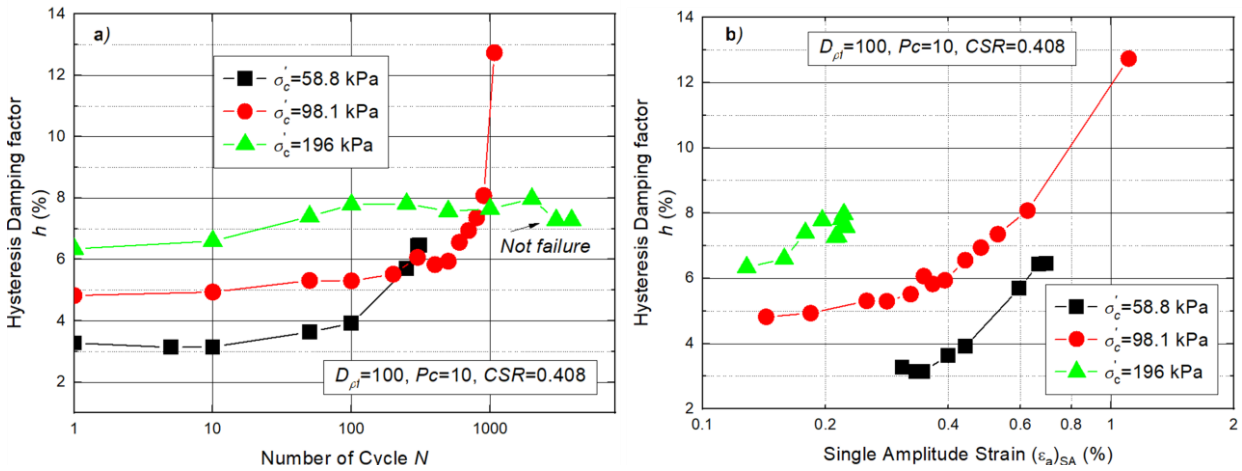 a)
σ'c=58.8 kPa
σ'c=98.1 kPa
σ'c=196 kPa
14
12
10
8
6
4
2
Hysteresis Damping factor
h (%)
Not failure
Dρf=100, Pc=10, CSR=0.408
1
10
100
1000
Number of Cycle N
b)
Dρf=100, Pc=10, CSR=0.408
14
12
10
8
6
4
2
Hysteresis Damping factor
h (%)
σ'c=58.8 kPa
σ'c=98.1 kPa
σ'c=196 kPa
0.1
0.2
0.4
0.6
0.8
1
2
Single Amplitude Strain (εa)SA (%)